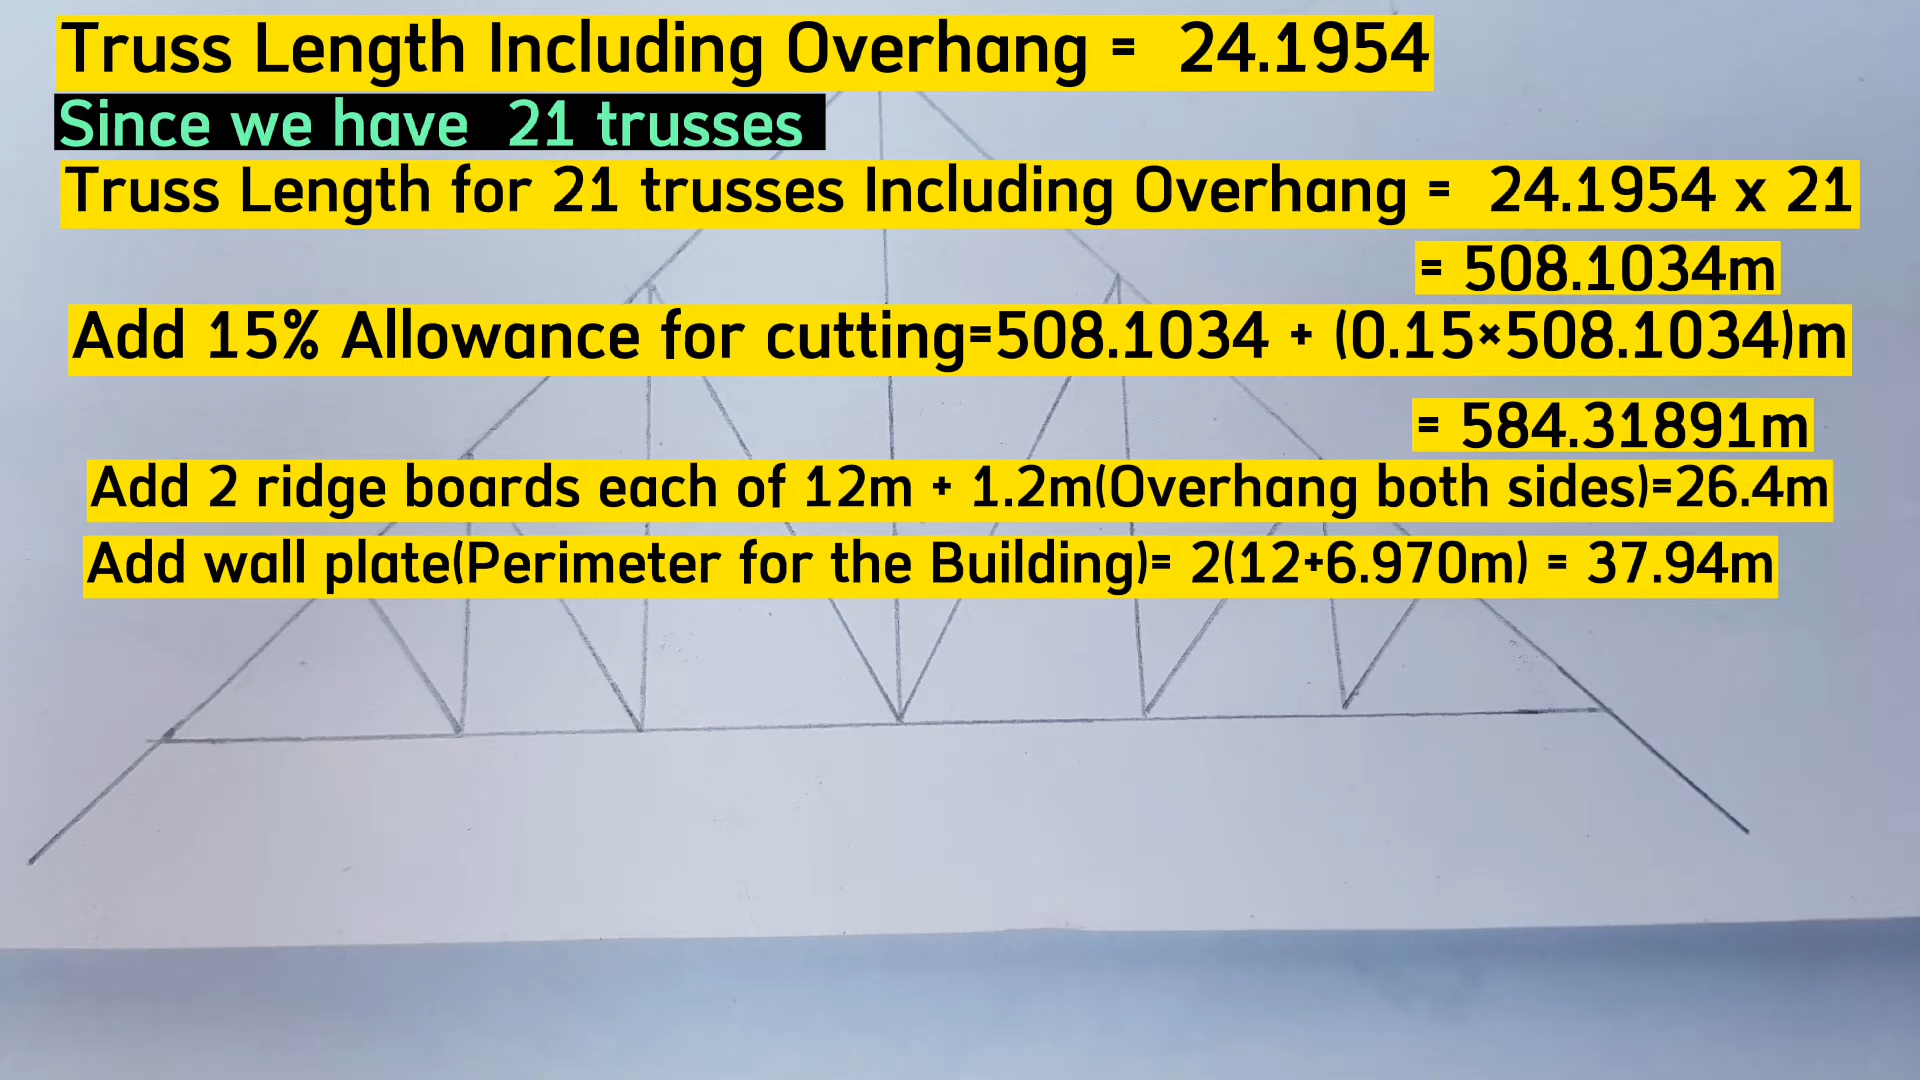 Truss Length Including Overhang = 24.1954
Since we have 21 trusses
Truss Length for 21 trusses Including Overhang = 24.1954 x 21
= 508.1034m
Add 15% Allowance for cutting=508.1034 + (0.15×508.1034)m
= 584.31891m
Add 2 ridge boards each of 12m + 1.2m(Overhang both sides)=26.4m
Add wall plate(Perimeter for the Building)= 2(12+6.970m) = 37.94m